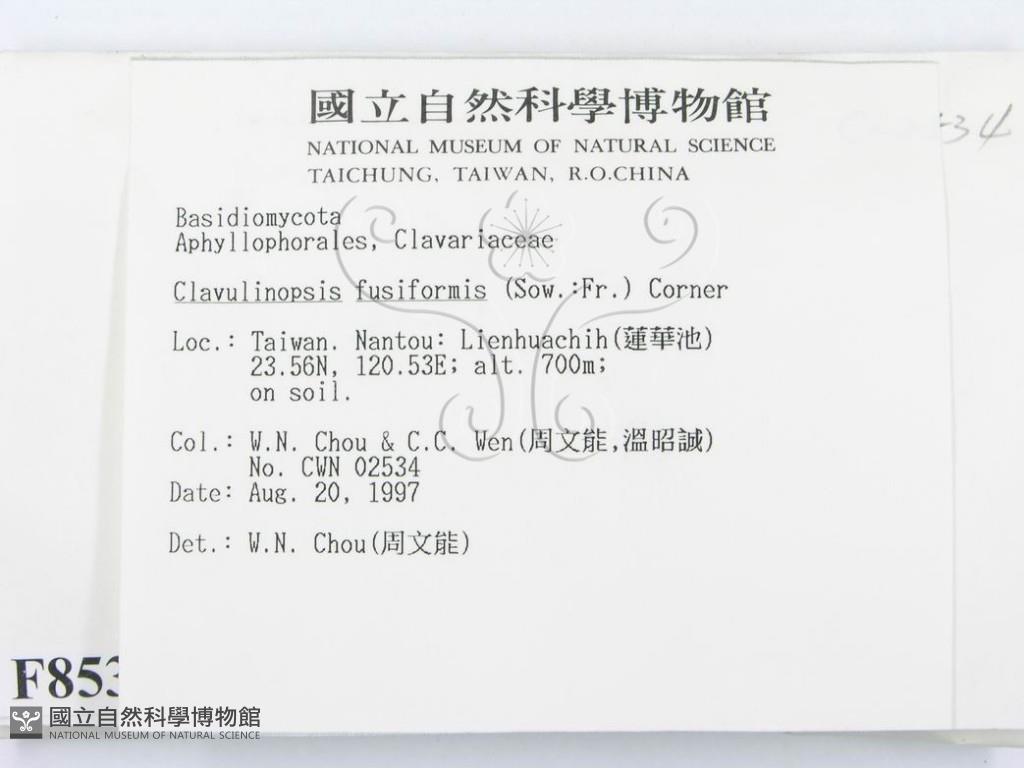 國立自然科學博物館
NATIONAL MUSEUM OF NATURAL SCIENCE
TAICHUNG, TAIWAN, R.O.CHINA
Basidiomycota
Aphyllophorales, Clavariaceae
Clavulinopsis fusiformis (Sow.:Fr.) Corner
Loc.: Taiwan. Nantou: Lienhuachih(蓮華池)
23.56N, 120.53E; alt. 700m;
on soil.
Col.: W.N. Chou & C.C. Wen(周文能,溫昭誠)
No. CWN 02534
Date: Aug. 20, 1997
Det.: W.N. Chou(周文能)
國立自然科學博物館
NATIONAL MUSEUM OF NATURAL SCIENCE